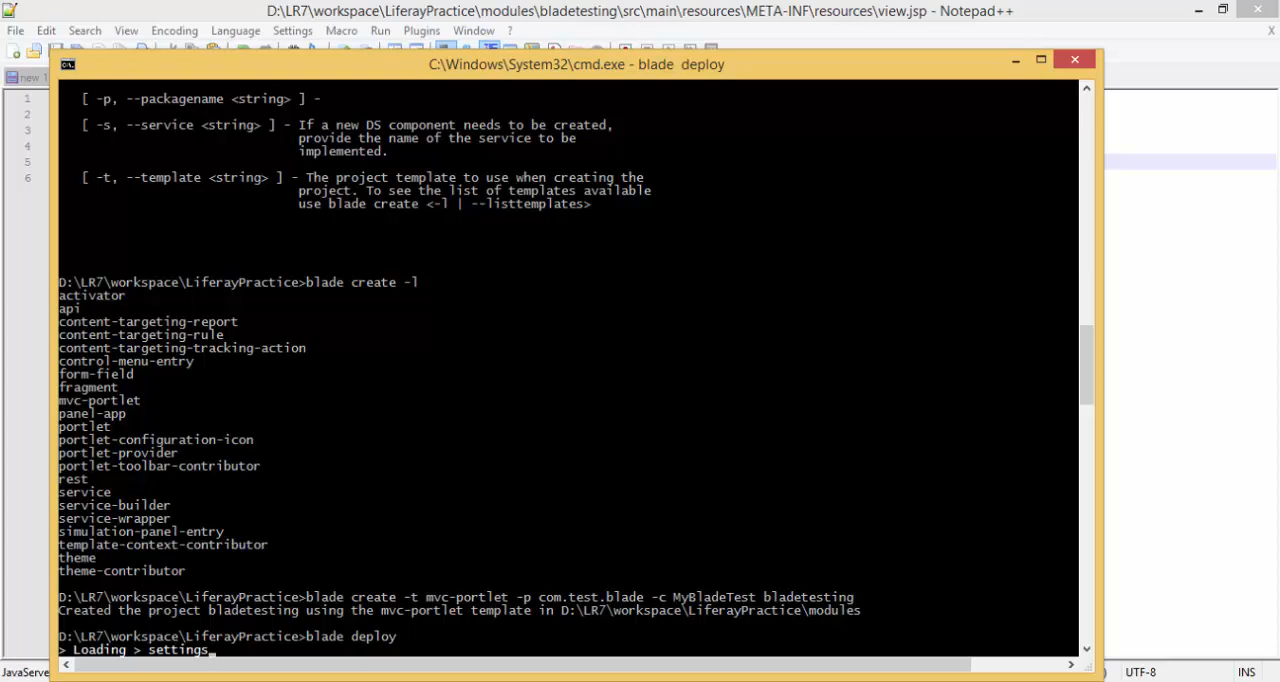 D:\LR7\workspace\LiferayPractice\modules\bladetesting\src\main\resources\META-INF\resources\view.jsp - Notepad++
File Edit Search View Encoding Language Settings Macro Run Plugins Window ? X
new 1
C:\Windows\System32\cmd.exe - blade deploy
1
2
3
4
5
6
[ -p, --packagename <string> ] -
[ -s, --service <string> ] - If a new DS component needs to be created,
provide the name of the service to be
implemented.
[ -t, --template <string> ] - The project template to use when creating the
project. To see the list of templates available
use blade create <-l | --listtemplates>
D:\LR7\workspace\LiferayPractice>blade create -l
activator
api
content-targeting-report
content-targeting-rule
content-targeting-tracking-action
control-menu-entry
form-field
fragment
mvc-portlet
panel-app
portlet
portlet-configuration-icon
portlet-provider
portlet-toolbar-contributor
rest
service
service-builder
service-wrapper
simulation-panel-entry
template-context-contributor
theme
theme-contributor
D:\LR7\workspace\LiferayPractice>blade create -t mvc-portlet -p com.test.blade -c MyBladeTest bladetesting
Created the project bladetesting using the mvc-portlet template in D:\LR7\workspace\LiferayPractice\modules
D:\LR7\workspace\LiferayPractice>blade deploy
> Loading > settings
JavaServe
UTF-8
INS